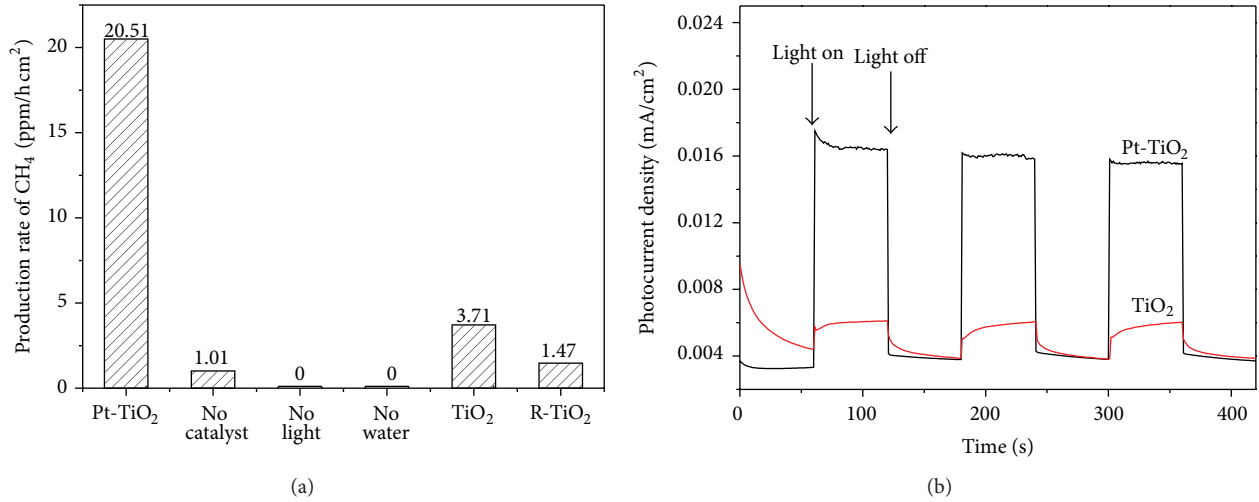 Production rate of CH₄ (ppm/h cm²)
20
15
10
5
0
20.51
1.01
0
0
3.71
1.47
Pt-TiO₂
No catalyst
No light
No water
TiO₂
R-TiO₂
(a)
Photocurrent density (mA/cm²)
0.024
0.020
0.016
0.012
0.008
0.004
Light on
Light off
Pt-TiO₂
TiO₂
0
100
200
300
400
Time (s)
(b)